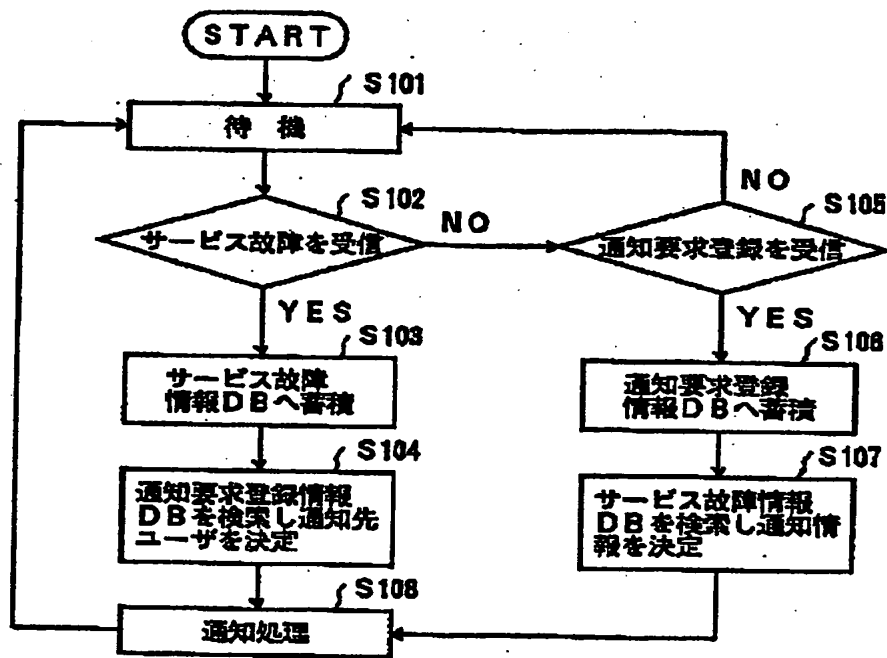 START
S101
待 機
S102
サービス故障を受信
NO
YES
S103
サービス故障
情報DBへ蓄積
S104
通知要求登録情報
DBを検索し通知先
ユーザを決定
S108
通知処理
NO
S105
通知要求登録を受信
YES
S106
通知要求登録
情報DBへ蓄積
S107
サービス故障情報
DBを検索し通知情
報を決定